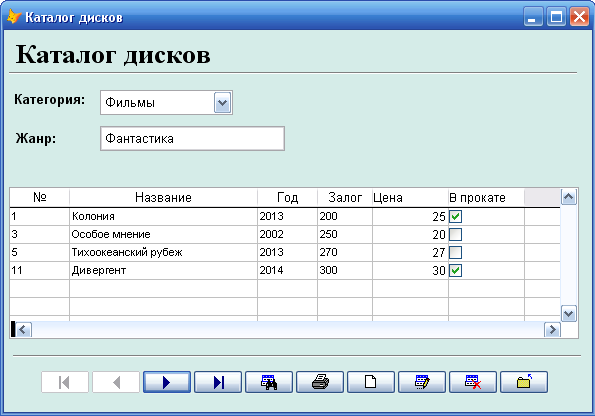 Каталог дисков
Каталог дисков
Категория: Фильмы
Жанр: Фантастика
№ Название Год Залог Цена В прокате
1 Колония 2013 200 25
3 Особое мнение 2002 250 20
5 Тихоокеанский рубеж 2013 270 27
11 Дивергент 2014 300 30